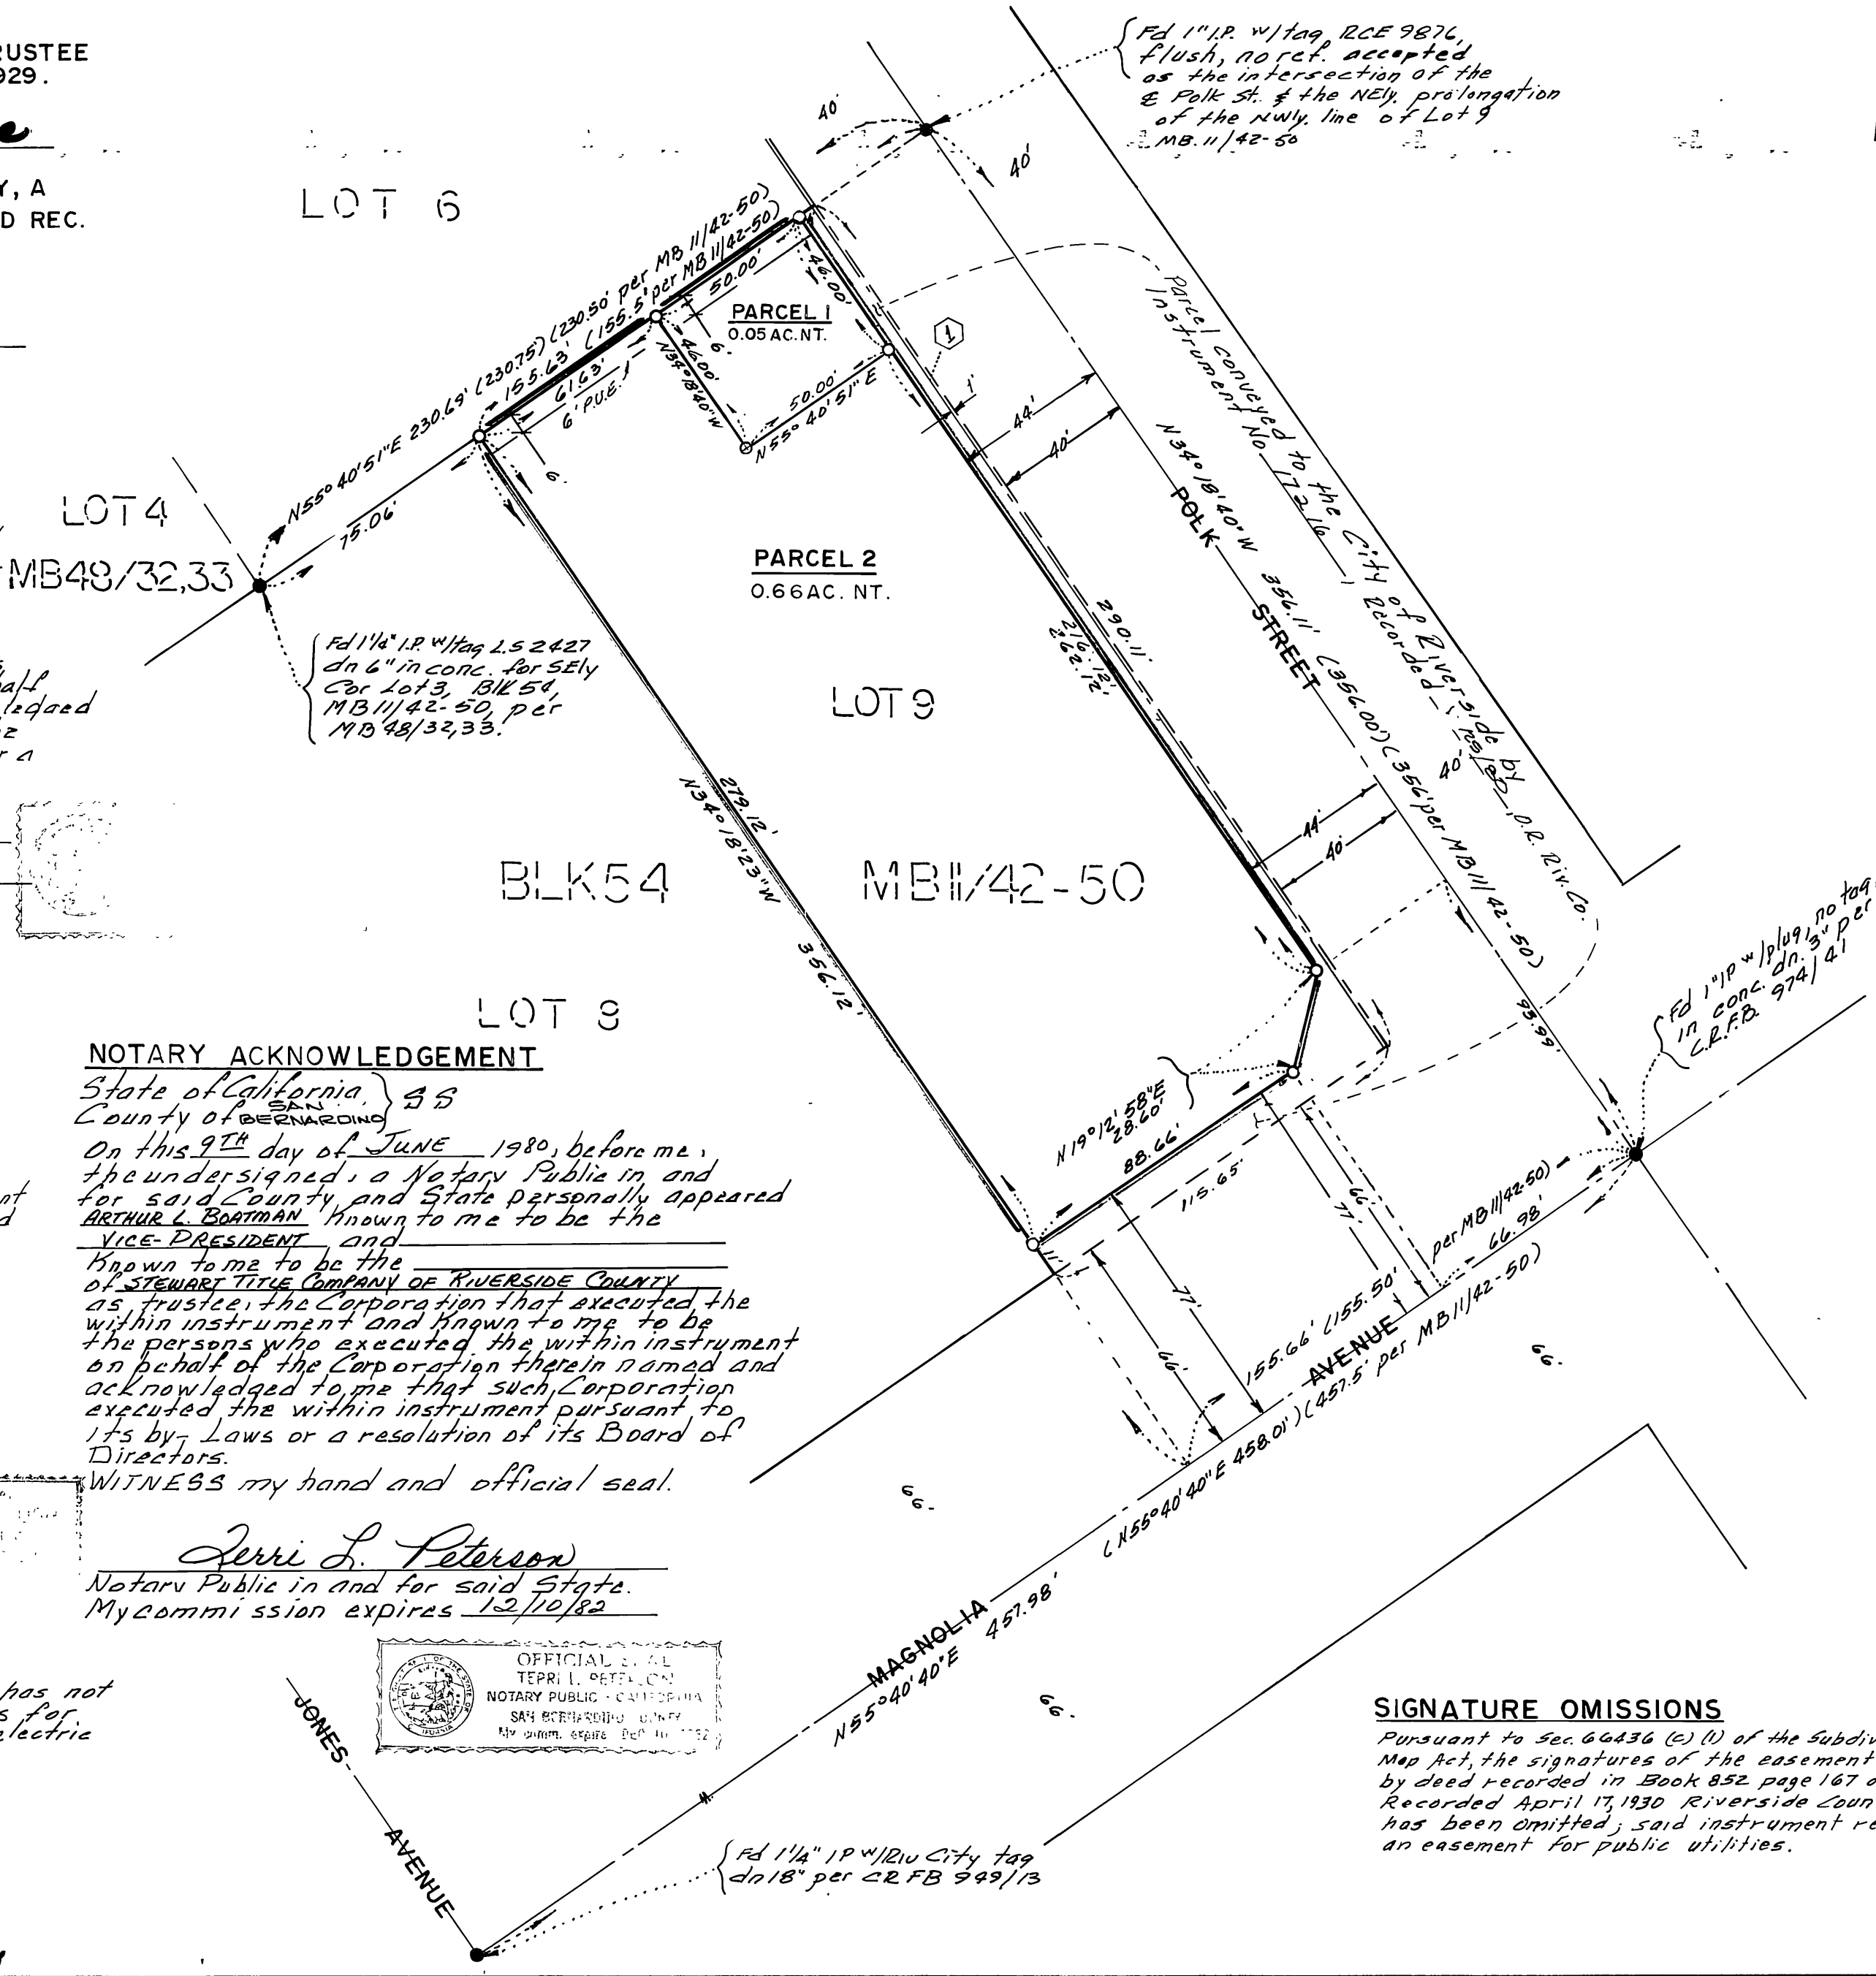 RUSTEE
929.
Y, A
D REC.
LOT 6
Fd 1" I.P. w/tag RCE 9876,
flush, no ref. accepted
as the intersection of the
℄ Polk St. & the NEly. prolongation
of the NWly. line of Lot 9
MB. 11/42-50
40'
40'
N55°40'51"E 230.69' (230.75) (230.50' per MB 11/42-50)
155.63' (155.5' per MB 11/42-50)
50.00'
61.63'
6' P.U.E.
6'
6'
46.00'
PARCEL 1
0.05 AC. NT.
46.00'
N34°18'40"W
50.00'
N55°40'51"E
1
1'
44'
40'
Parcel conveyed to the City of Riverside by
Instrument No. 17216, Recorded O.R. Riv. Co.
N34°18'40"W 356.11' (356.00') (356' per MB 11/42-50)
POLK STREET
LOT 4
MB48/32,33
75.06'
Fd 1¼" I.P. w/tag LS 2427
dn 6" in conc. for SEly
Cor Lot 3, BLK 54,
MB 11/42-50, per
MB 48/32,33.
PARCEL 2
0.66 AC. NT.
290.11'
216.12'
262.12'
LOT 9
half
ledged
r a
279.12'
N34°18'23"W
356.12'
BLK 54
MB11/42-50
44'
40'
40'
LOT 8
93.99'
Fd 1" IP w/plug, no tag
in conc. dn. 3" per
C.R.F.B. 974/41
N19°12'58"E
28.60'
88.66'
115.65'
11'
66'
77'
77'
66'
per MB11/42-50)
66.98'
155.66' (155.50'
MAGNOLIA AVENUE
N55°40'40"E 457.98'
(N55°40'40"E 458.01') (457.5' per MB 11/42-50)
66'
66'
66'
NOTARY ACKNOWLEDGEMENT
State of California } SS
County of SAN BERNARDINO
On this 9TH day of JUNE 1980, before me,
the undersigned, a Notary Public in and
for said County and State personally appeared
ARTHUR L. BOATMAN Known to me to be the
VICE-PRESIDENT and
Known to me to be the
of STEWART TITLE COMPANY OF RIVERSIDE COUNTY
as trustee, the Corporation that executed the
within instrument and Known to me to be
the persons who executed the within instrument
on behalf of the Corporation therein named and
acknowledged to me that such Corporation
executed the within instrument pursuant to
its by-Laws or a resolution of its Board of
Directors.
WITNESS my hand and official seal.
Terri L. Peterson
Notary Public in and for said State.
My commission expires 12/10/82
OFFICIAL SEAL
TERRI L. PETERSON
NOTARY PUBLIC - CALIFORNIA
SAN BERNARDINO COUNTY
My comm. expires DEC 10, 1982
has not
s for
electric
JONES AVENUE
Fd 1¼" IP w/Riv City tag
dn 18" per CR FB 949/13
SIGNATURE OMISSIONS
Pursuant to Sec. 66436 (c) (1) of the Subdiv
Map Act, the signatures of the easement
by deed recorded in Book 852 page 167 o
Recorded April 17, 1930 Riverside Coun
has been omitted; said instrument re
an easement for public utilities.